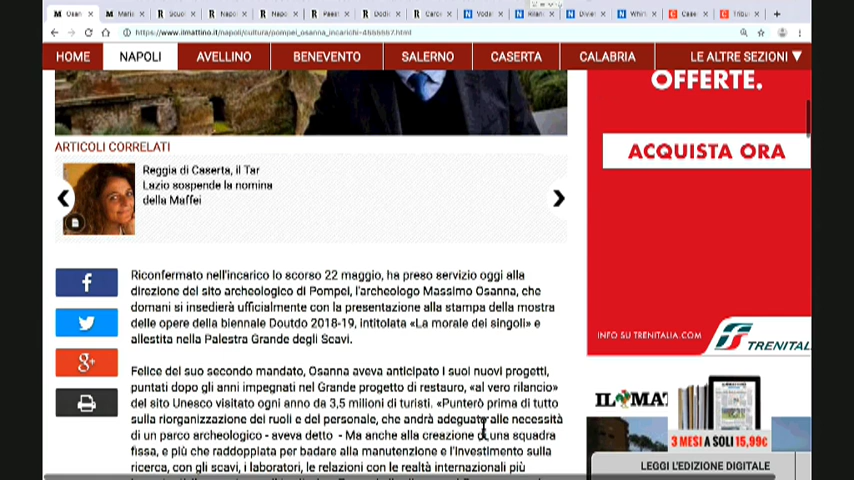 Osan
https://www.ilmattino.it/napoli/cultura/pompei_osanna_incarichi-4555567.html
HOME
NAPOLI
AVELLINO
BENEVENTO
SALERNO
CASERTA
CALABRIA
LE ALTRE SEZIONI ▼
OFFERTE.
ACQUISTA ORA
ARTICOLI CORRELATI
Reggia di Caserta, il Tar
Lazio sospende la nomina
della Maffei
Riconfermato nell'incarico lo scorso 22 maggio, ha preso servizio oggi alla
direzione del sito archeologico di Pompei, l'archeologo Massimo Osanna, che
domani si insedierà ufficialmente con la presentazione alla stampa della mostra
delle opere della biennale Doutdo 2018-19, intitolata «La morale dei singoli» e
allestita nella Palestra Grande degli Scavi.
Felice del suo secondo mandato, Osanna aveva anticipato i suoi nuovi progetti,
puntati dopo gli anni impegnati nel Grande progetto di restauro, «al vero rilancio»
del sito Unesco visitato ogni anno da 3,5 milioni di turisti. «Punterò prima di tutto
sulla riorganizzazione dei ruoli e del personale, che andrà adeguato alle necessità
di un parco archeologico - aveva detto - Ma anche alla creazione di una squadra
fissa, e più che raddoppiata per badare alla manutenzione e l'investimento sulla
ricerca, con gli scavi, i laboratori, le relazioni con le realtà internazionali più
INFO SU TRENITALIA.COM
TRENITAL
IL MAT
3 MESI A SOLI 15,99€
LEGGI L'EDIZIONE DIGITALE